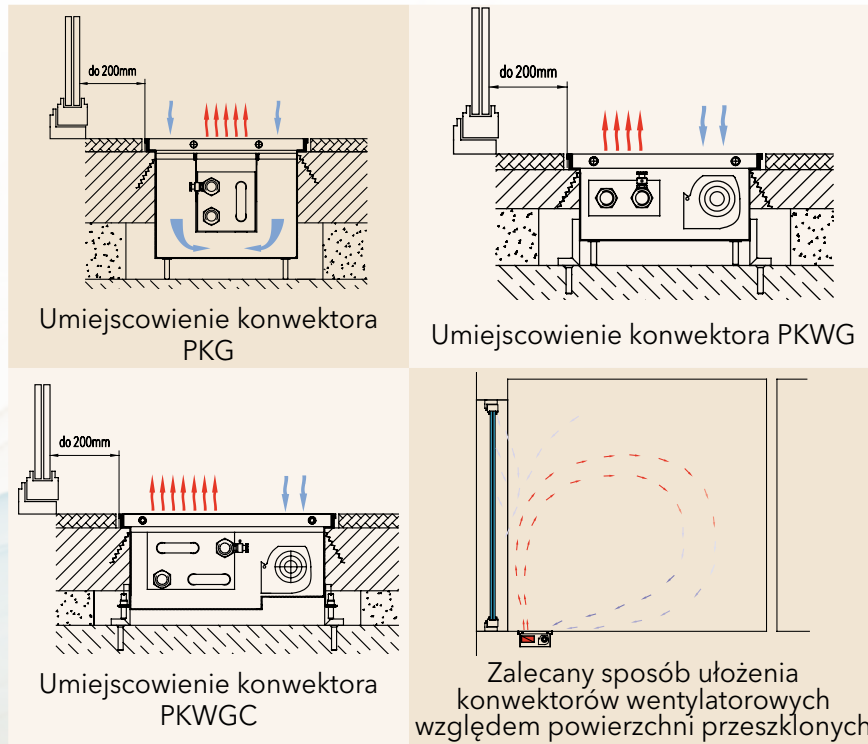 do 200mm
Umiejscowienie konwektora
PKG
do 200mm
Umiejscowienie konwektora PKWG
do 200mm
Umiejscowienie konwektora
PKWGC
Zalecany sposób ułożenia
konwektorów wentylatorowych
względem powierzchni przeszklonych